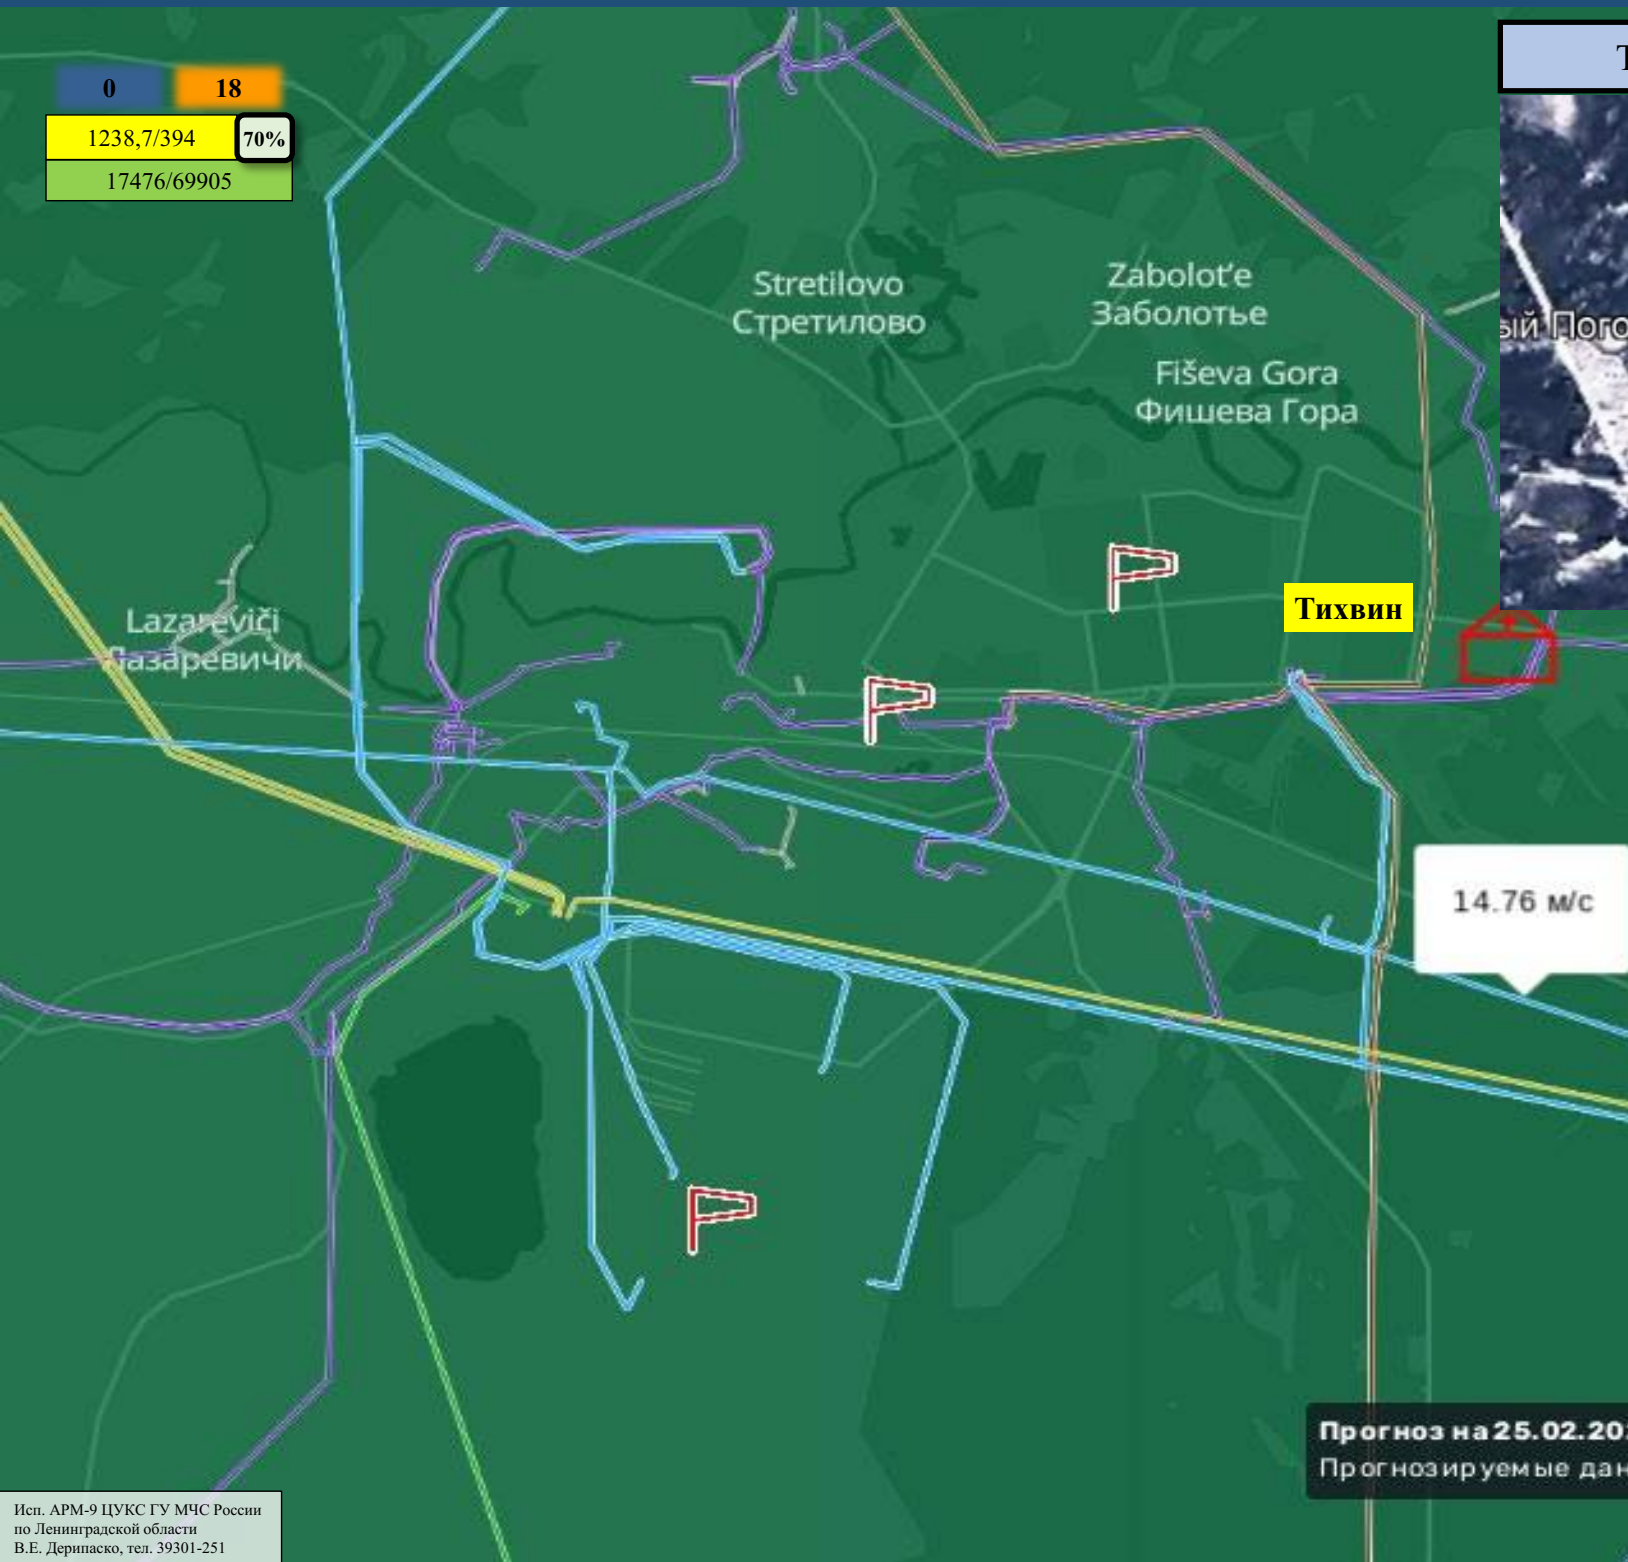 0
18
1238,7/394
70%
17476/69905
Stretilovo
Стретилово
Zabolot'e
Заболотье
Fiševa Gora
Фишева Гора
Тихвин
Lazareviči
Лазаревичи
14.76 м/с
Прогноз на 25.02.20
Прогнозируемые дан
Исп. АРМ-9 ЦУКС ГУ МЧС России
по Ленинградской области
В.Е. Дерипаско, тел. 39301-251